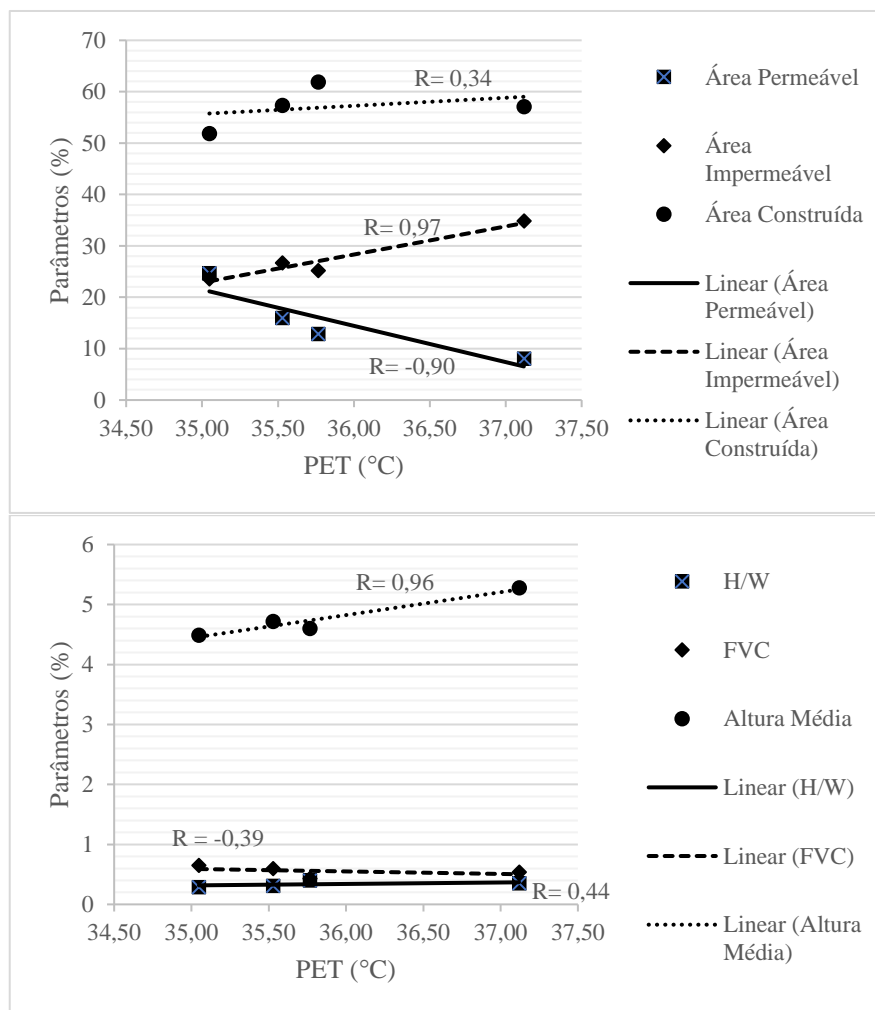 70
60
50
40
30
20
10
0
Parâmetros (%)
R= 0,34
R= 0,97
R= -0,90
34,50 35,00 35,50 36,00 36,50 37,00 37,50
PET (°C)
Área Permeável
Área
Impermeável
Área Construída
Linear (Área
Permeável)
Linear (Área
Impermeável)
Linear (Área
Construída)
6
5
4
3
2
1
0
Parâmetros (%)
R= 0,96
R = -0,39
R= 0,44
34,50 35,00 35,50 36,00 36,50 37,00 37,50
PET (°C)
H/W
FVC
Altura Média
Linear (H/W)
Linear (FVC)
Linear (Altura
Média)